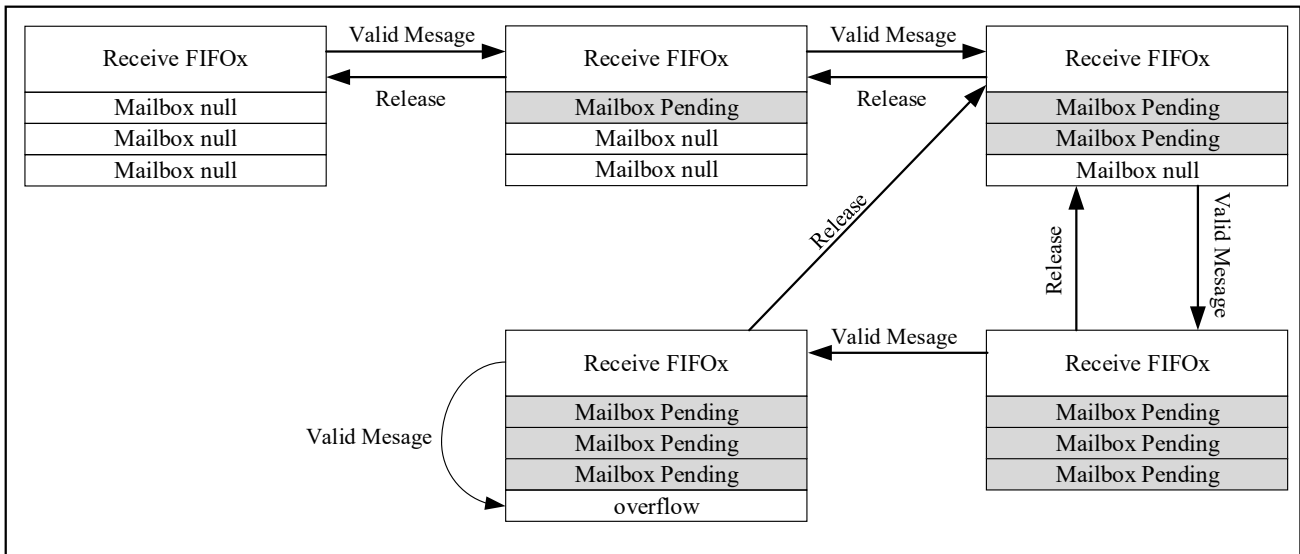 Receive FIFOx
Mailbox null
Mailbox null
Mailbox null
Valid Mesage
Release
Receive FIFOx
Mailbox Pending
Mailbox null
Mailbox null
Valid Mesage
Release
Receive FIFOx
Mailbox Pending
Mailbox Pending
Mailbox null
Release
Release
Valid Mesage
Receive FIFOx
Mailbox Pending
Mailbox Pending
Mailbox Pending
overflow
Valid Mesage
Valid Mesage
Receive FIFOx
Mailbox Pending
Mailbox Pending
Mailbox Pending